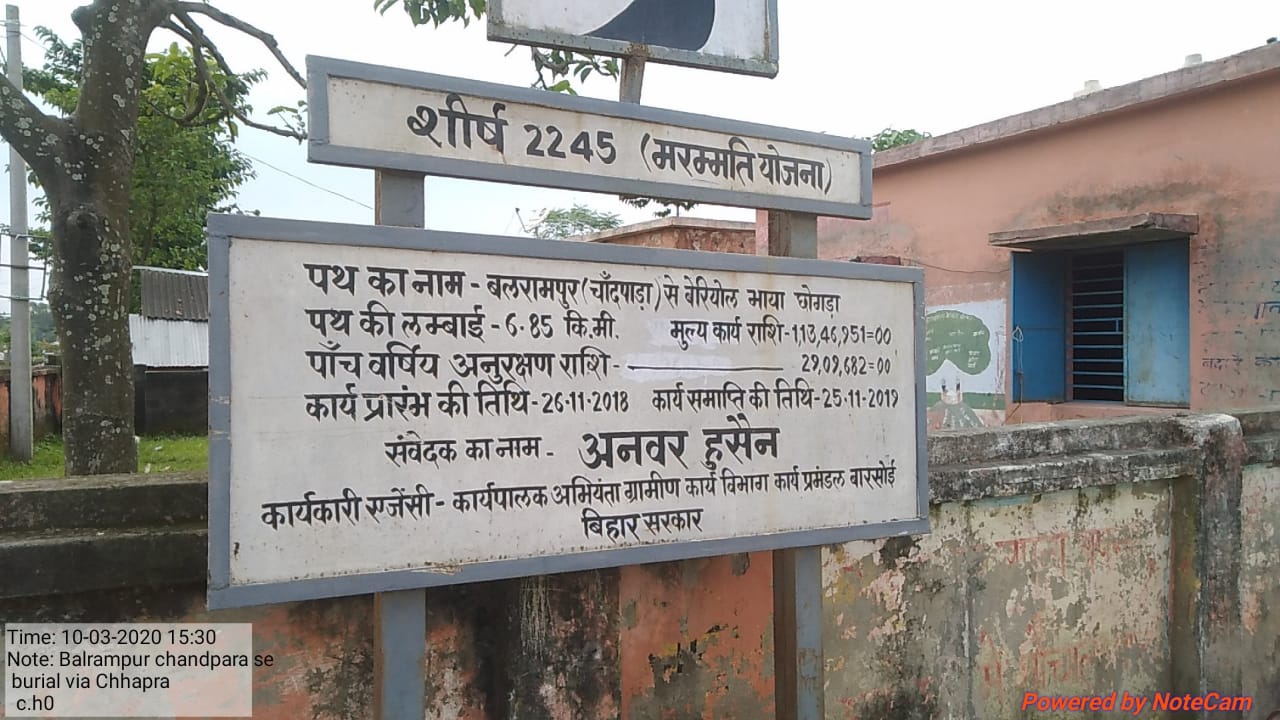 शीर्ष 2245 (मरम्मति योजना)
पथ का नाम - बलरामपुर (चाँदपाड़ा) से बेरियोल भाया घोगड़ा
पथ की लम्बाई - 6.85 कि.मी. मुल्य कार्य राशि - 1,13,46,951=00
पाँच वर्षिय अनुरक्षण राशि - 29,09,682=00
कार्य प्रारंभ की तिथि - 26-11-2018 कार्य समाप्ति की तिथि - 25-11-2019
संवेदक का नाम - अनवर हुसैन
कार्यकारी एजेंसी - कार्यपालक अभियंता ग्रामीण कार्य विभाग कार्य प्रमंडल बारसोई
बिहार सरकार
Time: 10-03-2020 15:30
Note: Balrampur chandpara se
burial via Chhapra
c.h0
Powered by NoteCam